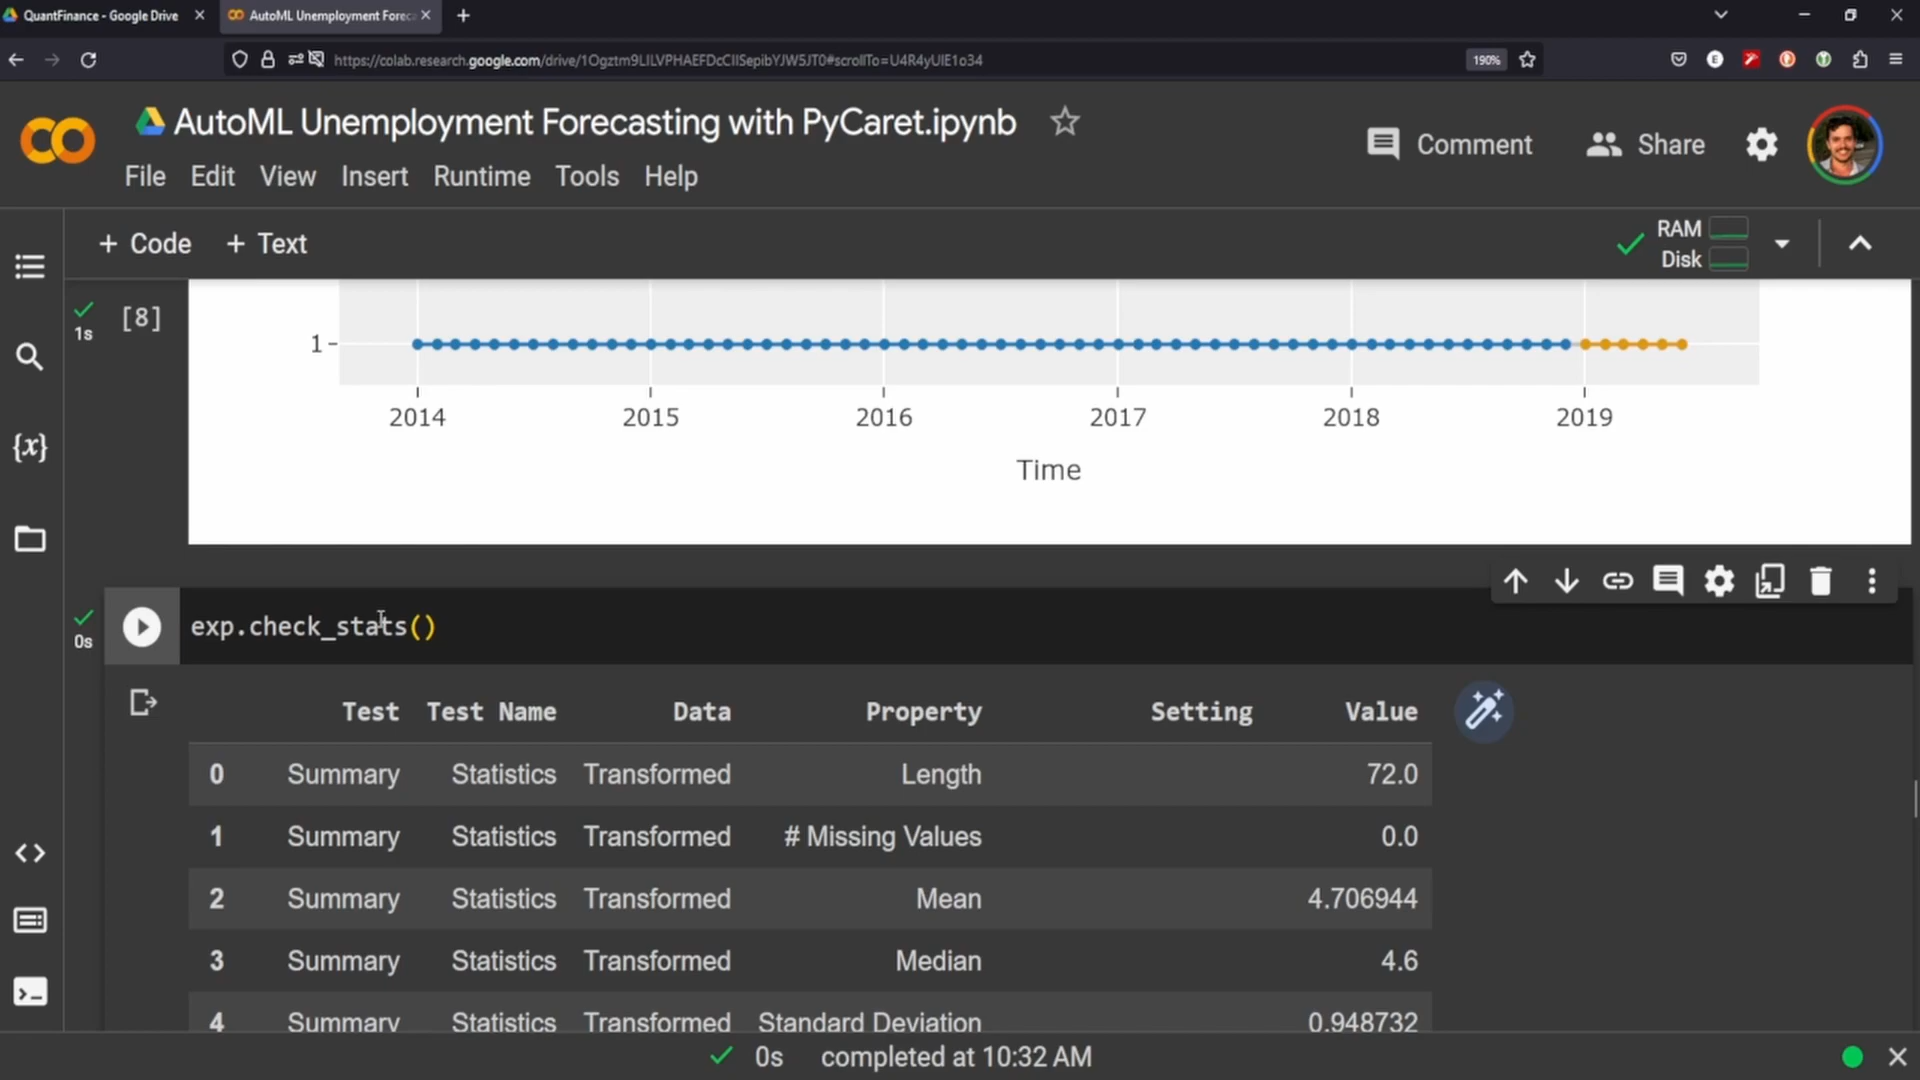 QuantFinance - Google Drive
AutoML Unemployment Forec
https://colab.research.google.com/drive/1Ogztm9LILVPHAEFDcCIISepibYJW5JT0#scrollTo=U4R4yUIE1o34
190%
AutoML Unemployment Forecasting with PyCaret.ipynb
Comment
Share
File Edit View Insert Runtime Tools Help
+ Code + Text
RAM
Disk
1s
[8]
1
2014 2015 2016 2017 2018 2019
Time
0s
exp.check_stats()
Test Test Name Data Property Setting Value
0 Summary Statistics Transformed Length 72.0
1 Summary Statistics Transformed # Missing Values 0.0
2 Summary Statistics Transformed Mean 4.706944
3 Summary Statistics Transformed Median 4.6
4 Summary Statistics Transformed Standard Deviation 0.948732
0s completed at 10:32 AM